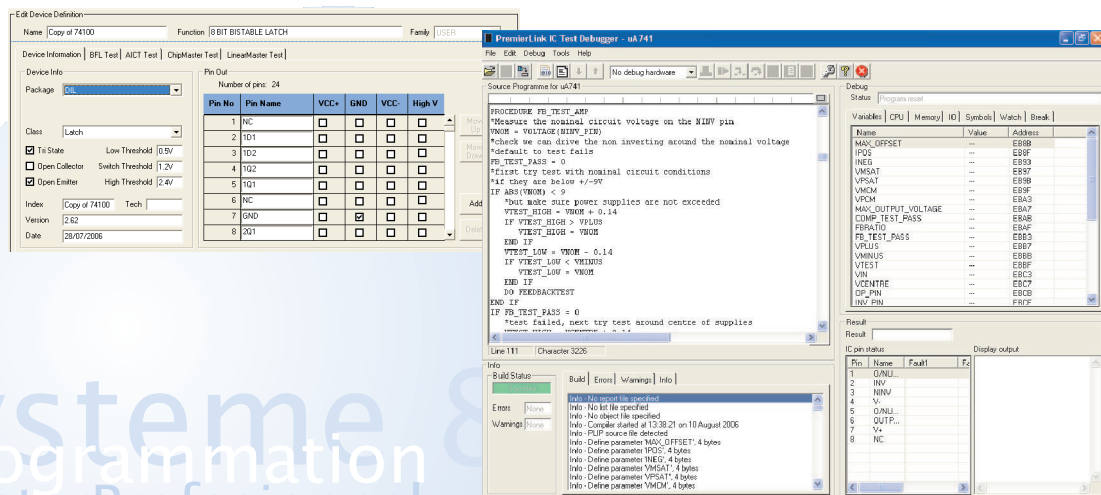 Edit Device Definition
Name Copy of 74100 Function 8 BIT BISTABLE LATCH Family USER
Device Information BFL Test AICT Test ChipMaster Test LinearMaster Test
Device Info
Package DIL
Class Latch
Tri State Low Threshold 0.5V
Open Collector Switch Threshold 1.2V
Open Emitter High Threshold 2.4V
Index Copy of 74100 Tech
Version 2.62
Date 28/07/2006
Pin Out
Number of pins: 24
Pin No Pin Name VCC+ GND VCC- High V
1 NC
2 1D1
3 1D2
4 1Q2
5 1Q1
6 NC
7 GND
8 2Q1
Move Up
Move Down
Add
PremierLink IC Test Debugger - uA741
File Edit Debug Tools Help
No debug hardware
Source Programme for uA741
PROCEDURE FB_TEST_AMP
*Measure the nominal circuit voltage on the NINV pin
VNOM = VOLTAGE(NINV_PIN)
*check we can drive the non inverting around the nominal voltage
*default to test fails
FB_TEST_PASS = 0
*first try test with nominal circuit conditions
*if they are below +/-9V
IF ABS(VNOM) < 9
*but make sure power supplies are not exceeded
VTEST_HIGH = VNOM + 0.14
IF VTEST_HIGH > VPLUS
VTEST_HIGH = VNOM
END IF
VTEST_LOW = VNOM - 0.14
IF VTEST_LOW < VMINUS
VTEST_LOW = VNOM
END IF
DO FEEDBACKTEST
END IF
IF FB_TEST_PASS = 0
*test failed, next try test around centre of supplies
Line 111 Character 3226
Info
Build Status
Errors None
Warnings None
Build Errors Warnings Info
Info - No report file specified
Info - No list file specified
Info - No object file specified
Info - Compiler started at 13:38:21 on 10 August 2006
Info - PLIP source file detected
Info - Define parameter 'MAX_OFFSET', 4 bytes
Info - Define parameter 'IPOS', 4 bytes
Info - Define parameter 'INEG', 4 bytes
Info - Define parameter 'VMSAT', 4 bytes
Info - Define parameter 'VPSAT', 4 bytes
Info - Define parameter 'VMCM', 4 bytes
Debug
Status Program reset
Variables CPU Memory IO Symbols Watch Break
Name Value Address
MAX_OFFSET --- EB8B
IPOS --- EB8F
INEG --- EB93
VMSAT --- EB97
VPSAT --- EB9B
VMCM --- EB9F
VPCM --- EBA3
MAX_OUTPUT_VOLTAGE --- EBA7
COMP_TEST_PASS --- EBAB
FBRATIO --- EBAF
FB_TEST_PASS --- EBB3
VPLUS --- EBB7
VMINUS --- EBBB
VTEST --- EBBF
VIN --- EBC3
VCENTRE --- EBC7
OP_PIN --- EBCB
INV_PIN --- EBCF
Result
Result
IC pin status Display output
Pin Name Fault1
1 O/NU...
2 INV
3 NINV
4 V-
5 O/NU...
6 OUTP...
7 V+
8 NC
ysteme &
ogrammation